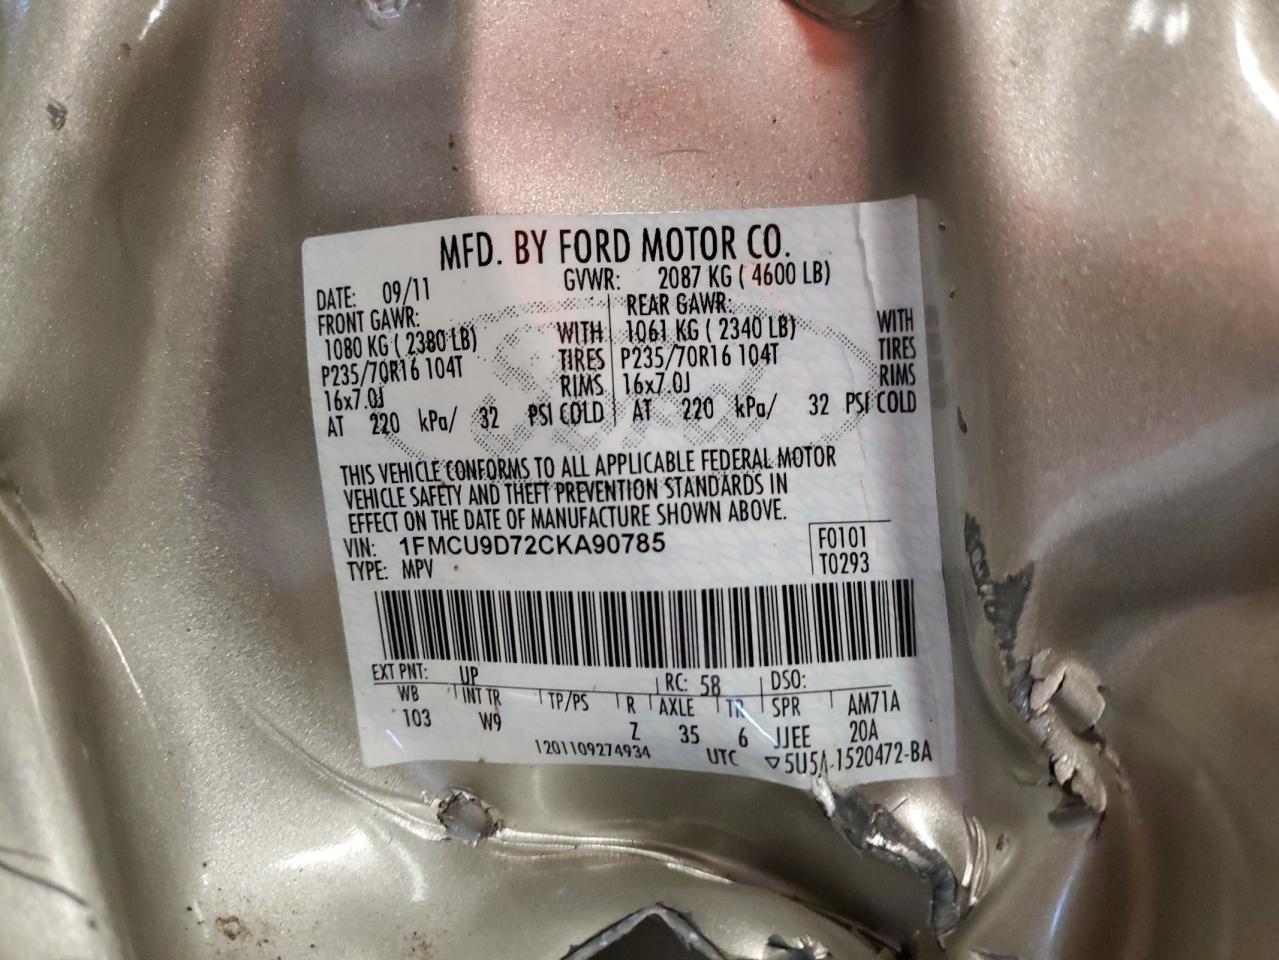 MFD. BY FORD MOTOR CO.
DATE: 09/11 GVWR: 2087 KG ( 4600 LB)
FRONT GAWR: REAR GAWR:
1080 KG ( 2380 LB) WITH 1061 KG ( 2340 LB) WITH
P235/70R16 104T TIRES P235/70R16 104T TIRES
16x7.0J RIMS 16x7.0J RIMS
AT 220 kPa/ 32 PSI COLD AT 220 kPa/ 32 PSI COLD
THIS VEHICLE CONFORMS TO ALL APPLICABLE FEDERAL MOTOR
VEHICLE SAFETY AND THEFT PREVENTION STANDARDS IN
EFFECT ON THE DATE OF MANUFACTURE SHOWN ABOVE.
VIN: 1FMCU9D72CKA90785 F0101
TYPE: MPV T0293
EXT PNT: UP RC: 58 DSO:
WB INT TR TP/PS R AXLE TR SPR AM71A
103 W9 Z 35 6 JJEE 20A
1201109274934 UTC ▽5U5A-1520472-BA